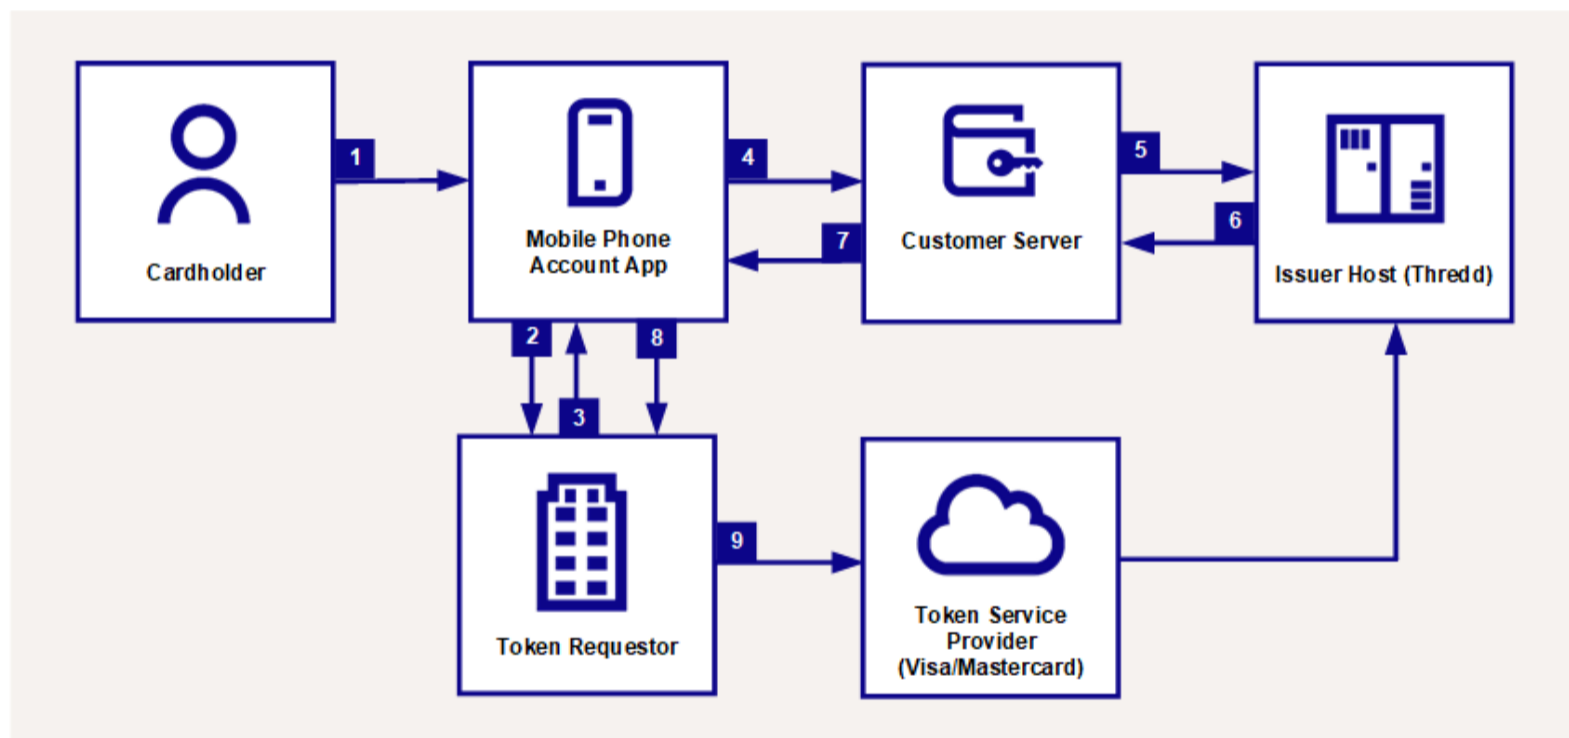 1
4
5
6
7
Cardholder
Mobile Phone
Account App
Customer Server
Issuer Host (Thredd)
2
8
3
9
Token Requestor
Token Service
Provider
(Visa/Mastercard)